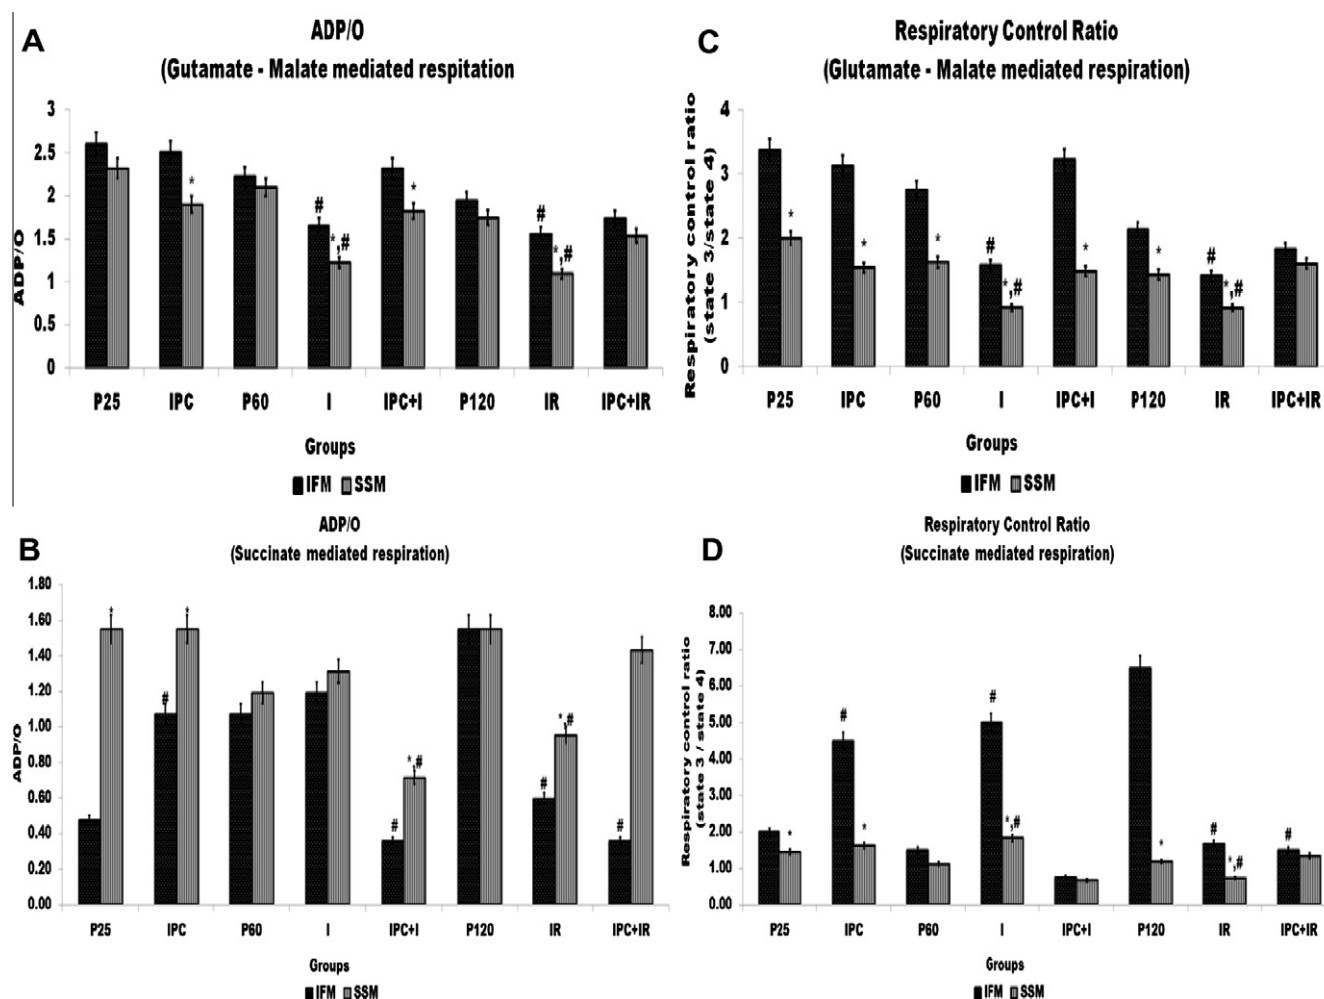 A
ADP/O
(Gutamate - Malate mediated respitation
3
2.5
2
1.5
1
0.5
0
ADP/O
*
#
*,#
*
#
*,#
P25 IPC P60 I IPC+I P120 IR IPC+IR
Groups
IFM SSM
C
Respiratory Control Ratio
(Glutamate - Malate mediated respiration)
4
3
2
1
0
Respiratory control ratio
(state 3/state 4)
*
*
*
#
*,#
*
*
#
*,#
P25 IPC P60 I IPC+I P120 IR IPC+IR
Groups
IFM SSM
B
ADP/O
(Succinate mediated respiration)
1.80
1.60
1.40
1.20
1.00
0.80
0.60
0.40
0.20
0.00
ADP/O
*
#
*
#
*,#
#
*,#
#
P25 IPC P60 I IPC+I P120 IR IPC+IR
Groups
IFM SSM
D
Respiratory Control Ratio
(Succinate mediated respiration)
8.00
7.00
6.00
5.00
4.00
3.00
2.00
1.00
0.00
Respiratory control ratio
(state 3 / state 4)
*
#
*
#
*,#
*
#
*,#
#
P25 IPC P60 I IPC+I P120 IR IPC+IR
Groups
IFM SSM